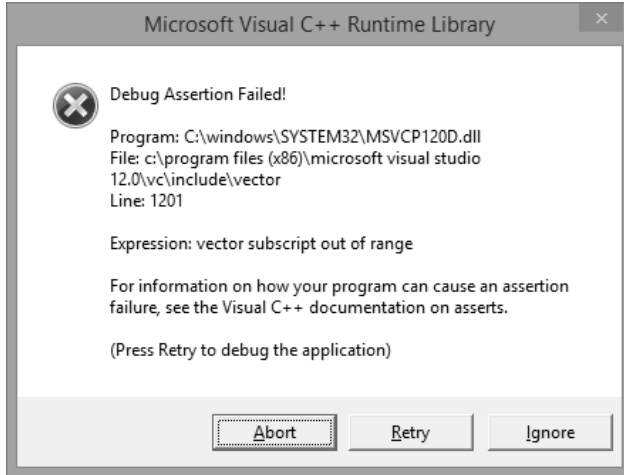 Microsoft Visual C++ Runtime Library
Debug Assertion Failed!
Program: C:\windows\SYSTEM32\MSVCP120D.dll
File: c:\program files (x86)\microsoft visual studio
12.0\vc\include\vector
Line: 1201
Expression: vector subscript out of range
For information on how your program can cause an assertion
failure, see the Visual C++ documentation on asserts.
(Press Retry to debug the application)
Abort Retry Ignore